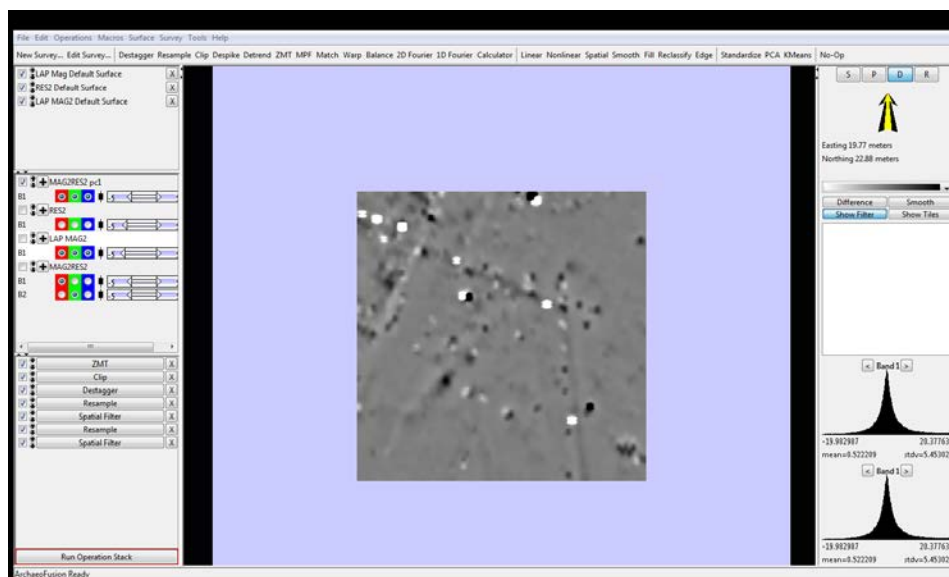 File Edit Operations Macros Surface Survey Tools Help
New Survey... Edit Survey... Destagger Resample Clip Despike Detrend ZMT MPF Match Warp Balance 2D Fourier 1D Fourier Calculator Linear Nonlinear Spatial Smooth Fill Reclassify Edge Standardize PCA KMeans No-Op
LAP Mag Default Surface X
RES2 Default Surface X
LAP MAG2 Default Surface X
MAG2RES2 pc1
B1
RES2
B1
LAP MAG2
B1
MAG2RES2
B1
B2
ZMT X
Clip X
Destagger X
Resample X
Spatial Filter X
Resample X
Spatial Filter X
Run Operation Stack
ArchaeoFusion Ready
S P D R
Easting 19.77 meters
Northing 22.88 meters
Difference Smooth
Show Filter Show Tiles
< Band 1 >
-19.982987 20.37763
mean=0.522209 stdv=5.45302
< Band 1 >
-19.982987 20.37763
mean=0.522209 stdv=5.45302